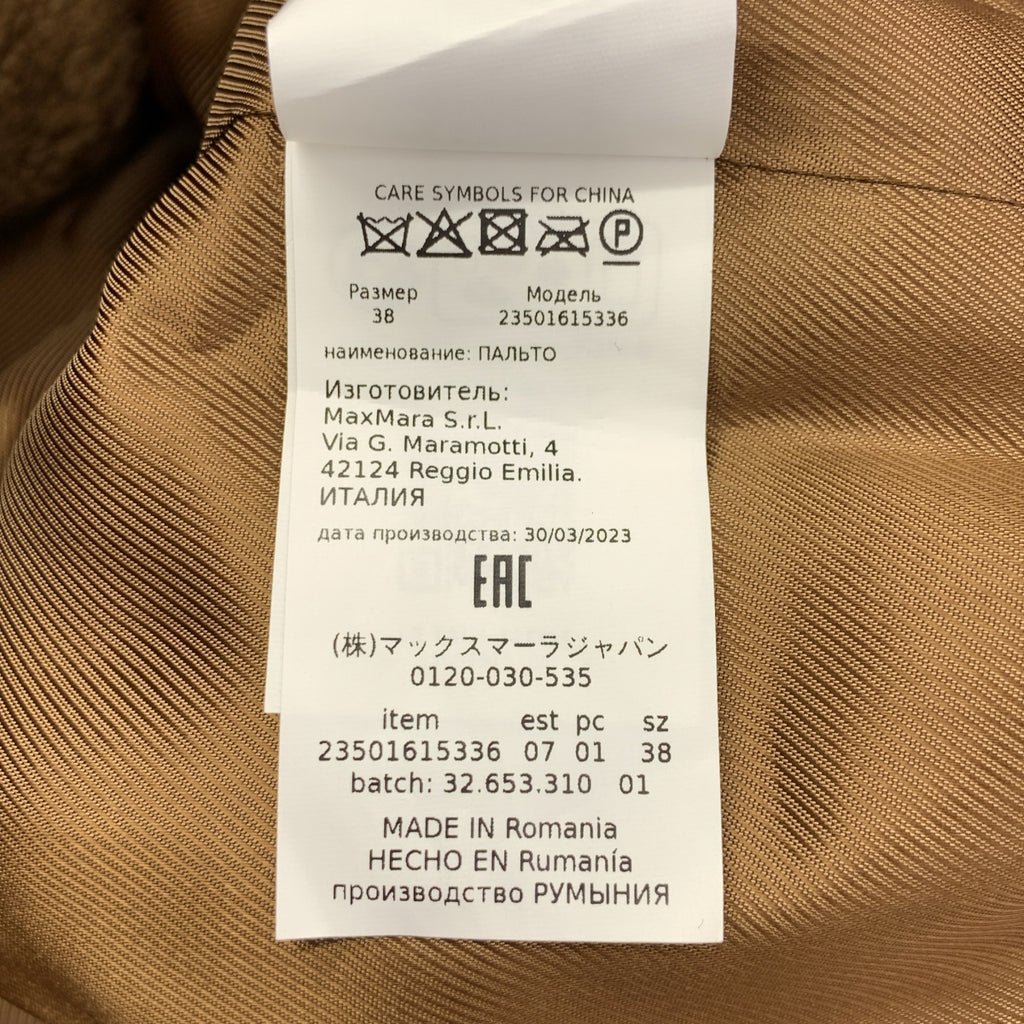 CARE SYMBOLS FOR CHINA
P
Размер Модель
38 23501615336
наименование: ПАЛЬТО
Изготовитель:
MaxMara S.r.L.
Via G. Maramotti, 4
42124 Reggio Emilia.
ИТАЛИЯ
дата производства: 30/03/2023
EAC
(株)マックスマーラジャパン
0120-030-535
item est pc sz
23501615336 07 01 38
batch: 32.653.310 01
MADE IN Romania
HECHO EN Rumanía
производство РУМЫНИЯ